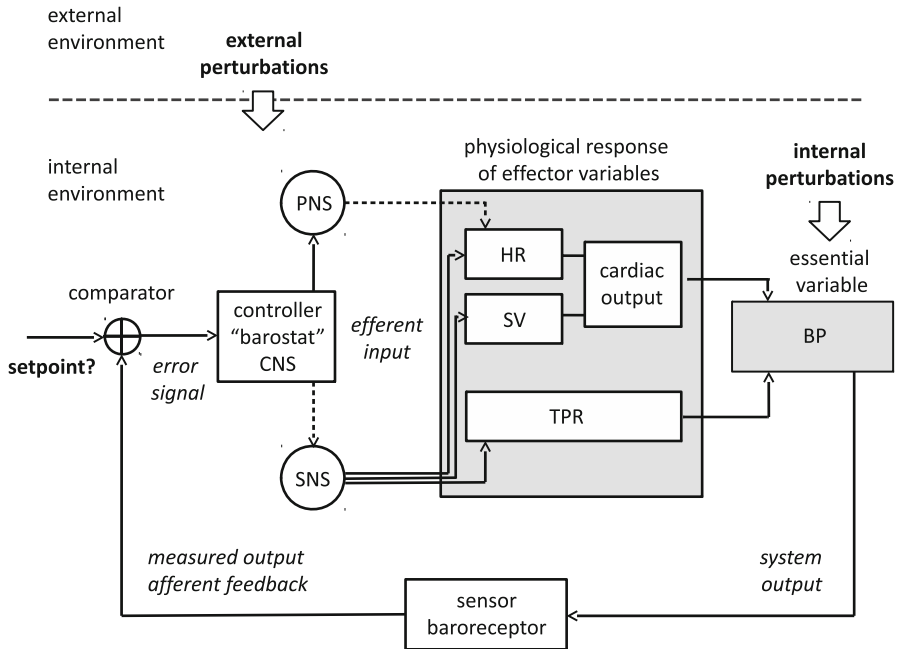 external
environment
external
perturbations
internal
environment
physiological response
of effector variables
internal
perturbations
PNS
HR
cardiac
output
essential
variable
comparator
controller
“barostat”
CNS
efferent
input
SV
BP
setpoint?
error
signal
TPR
SNS
measured output
afferent feedback
system
output
sensor
baroreceptor